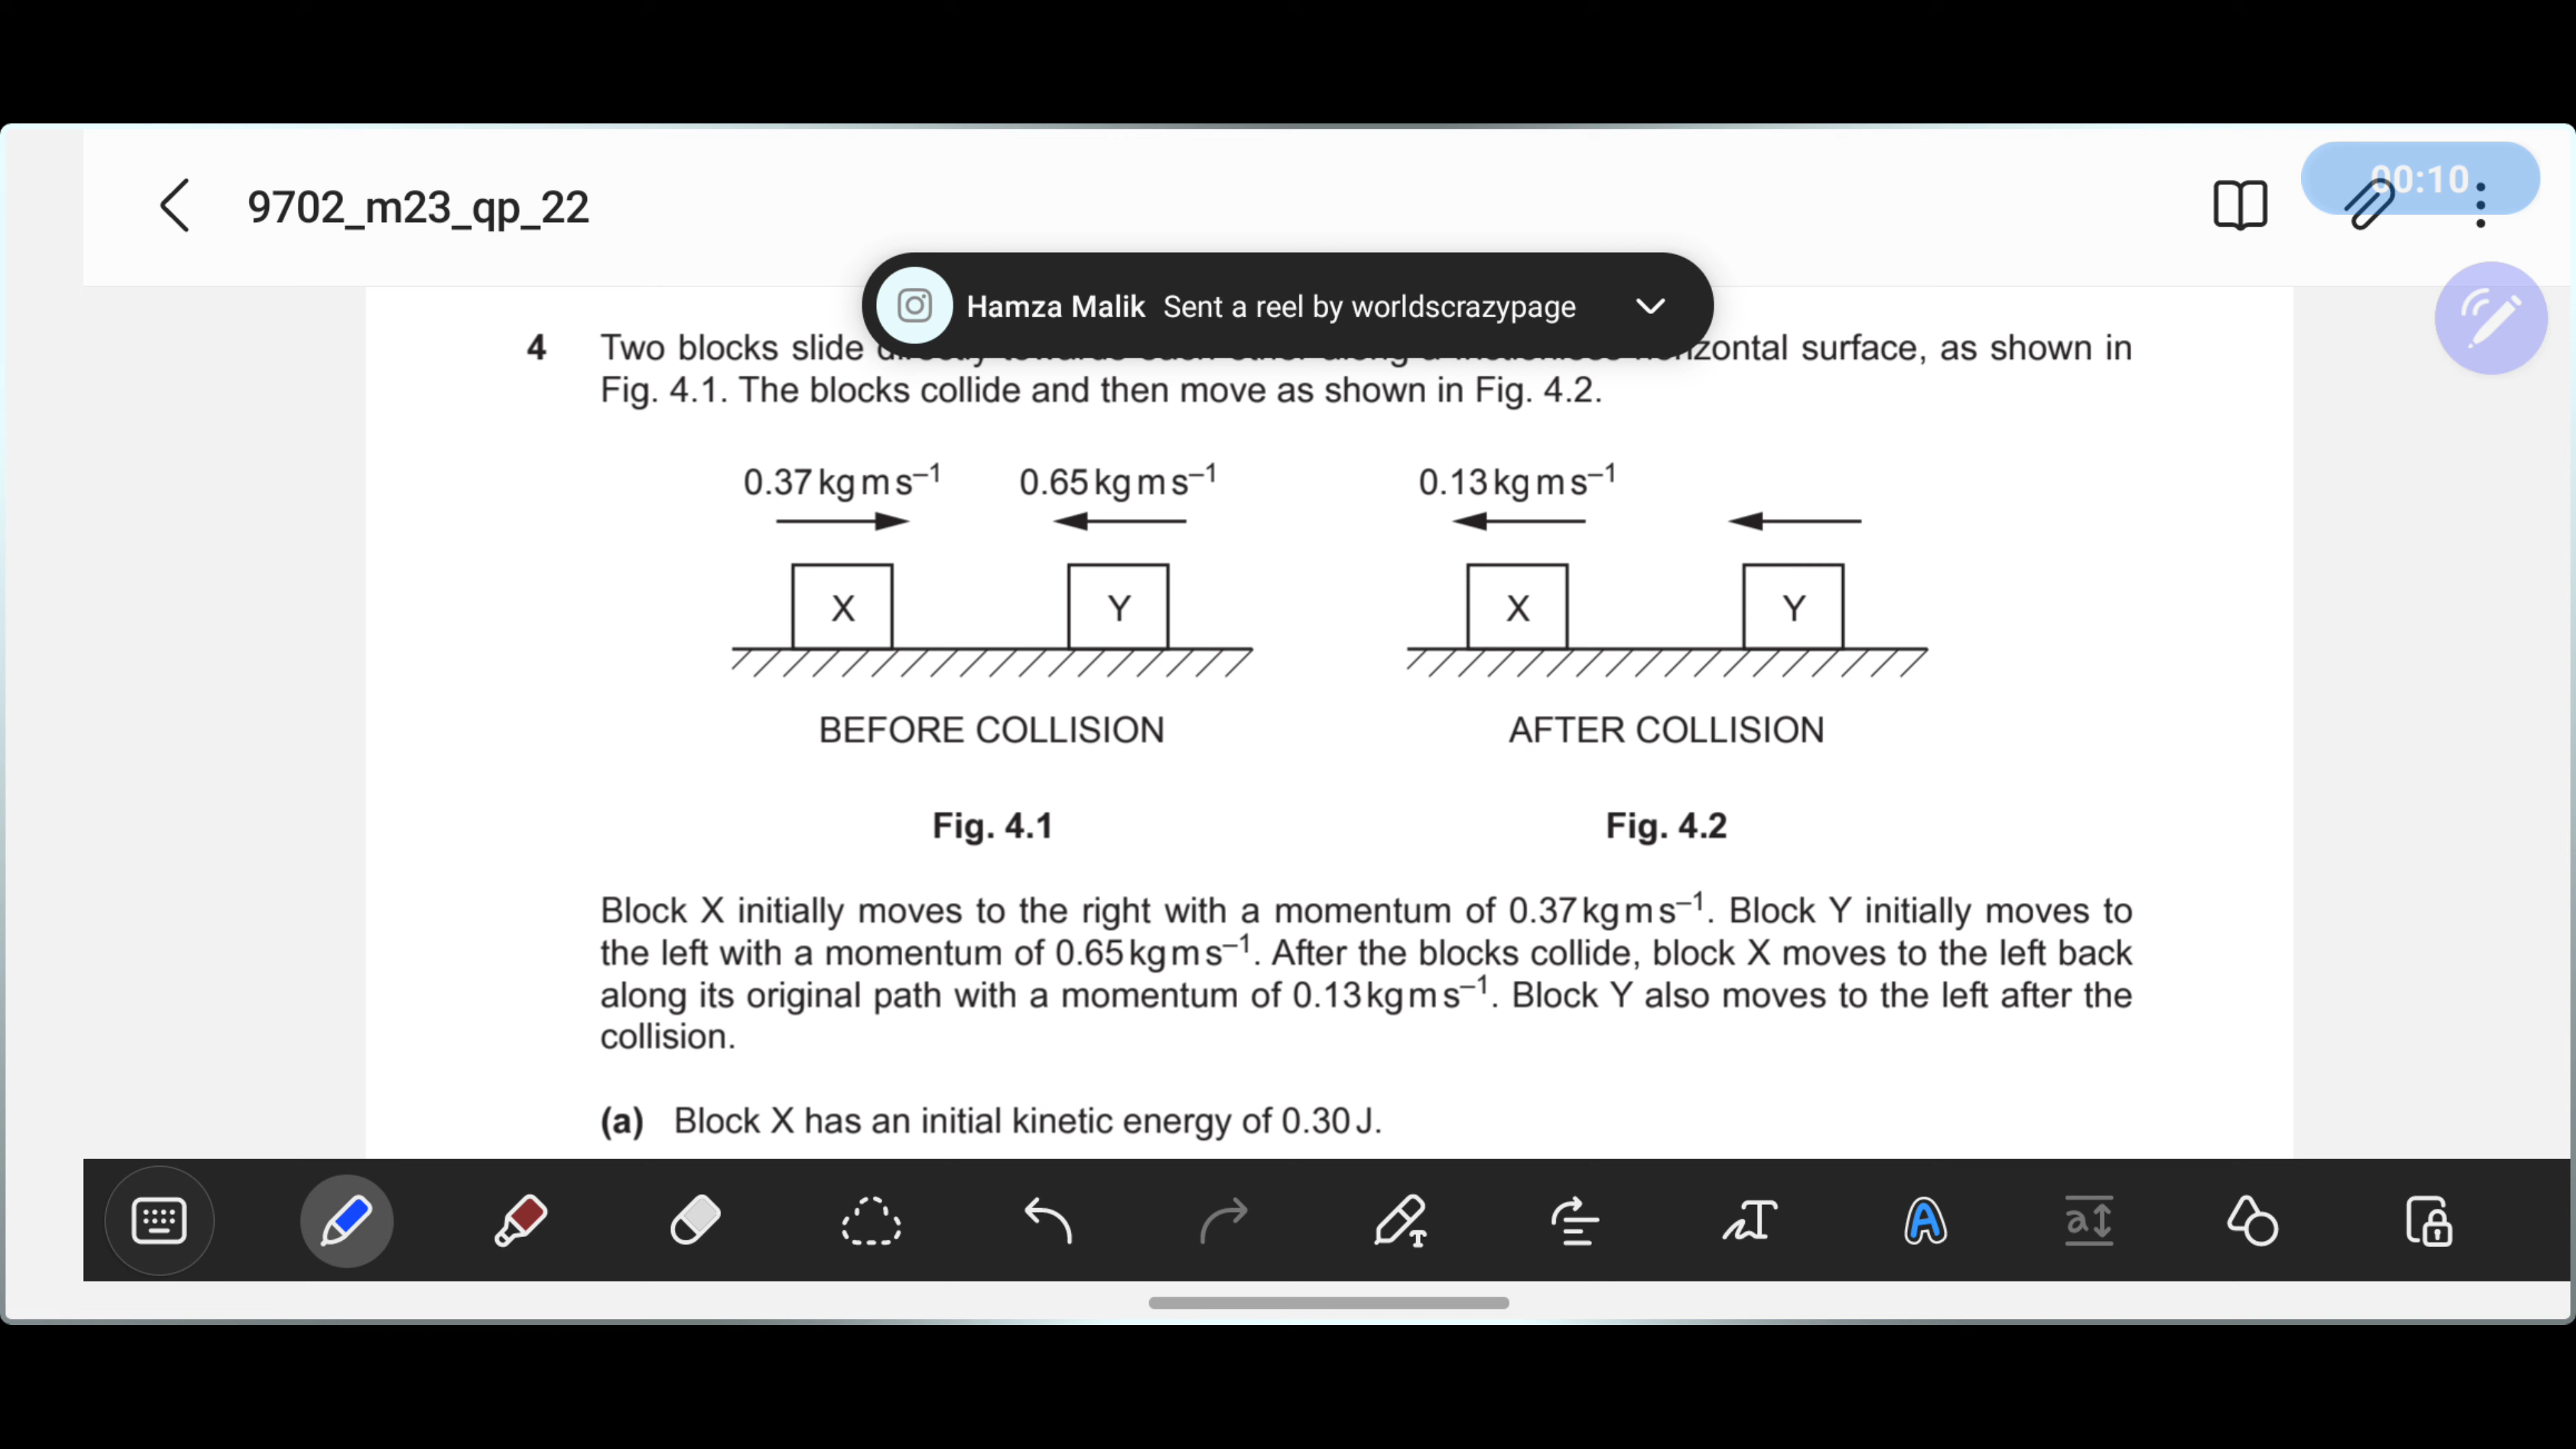 00:10
9702_m23_qp_22
Hamza Malik Sent a reel by worldscrazypage
4 Two blocks slide surface, as shown in
Fig. 4.1. The blocks collide and then move as shown in Fig. 4.2.
0.37 kg m s⁻¹ 0.65 kg m s⁻¹ 0.13 kg m s⁻¹
X Y X Y
BEFORE COLLISION AFTER COLLISION
Fig. 4.1 Fig. 4.2
Block X initially moves to the right with a momentum of 0.37 kg m s⁻¹. Block Y initially moves to
the left with a momentum of 0.65 kg m s⁻¹. After the blocks collide, block X moves to the left back
along its original path with a momentum of 0.13 kg m s⁻¹. Block Y also moves to the left after the
collision.
(a) Block X has an initial kinetic energy of 0.30 J.
T T A a